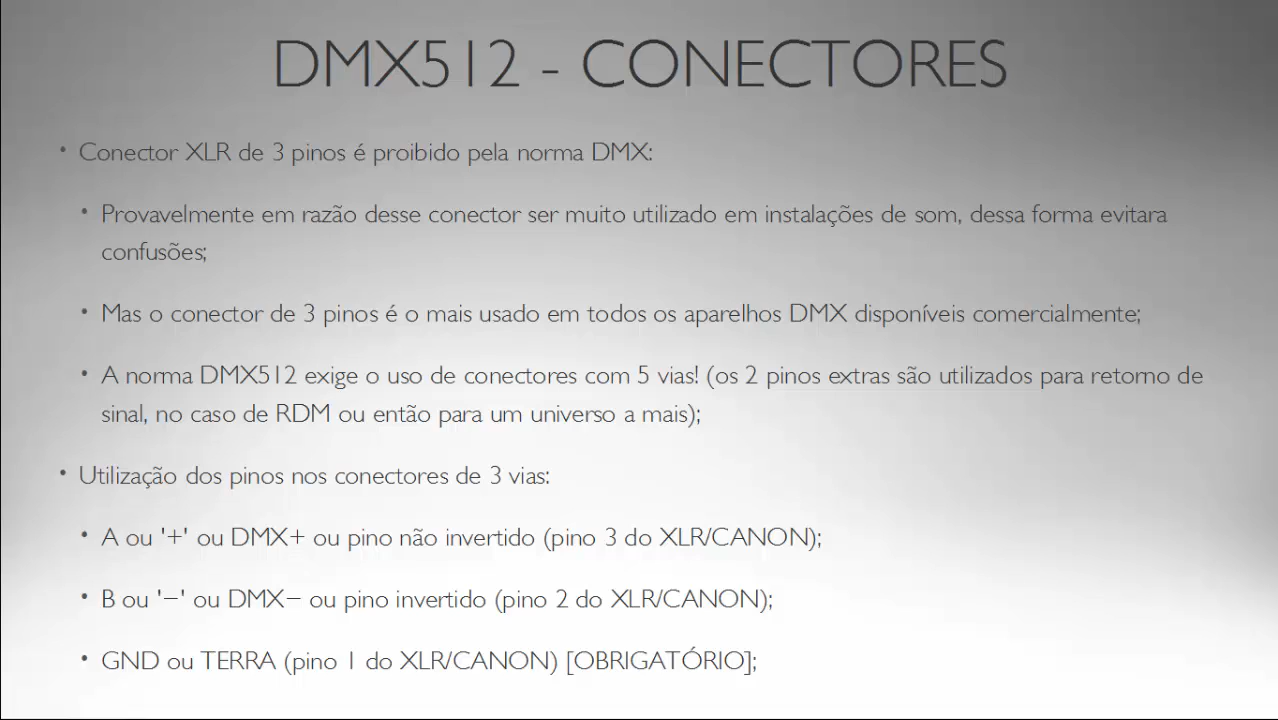 DMX512 - CONECTORES
• Conector XLR de 3 pinos é proibido pela norma DMX:
• Provavelmente em razão desse conector ser muito utilizado em instalações de som, dessa forma evitara
confusões;
• Mas o conector de 3 pinos é o mais usado em todos os aparelhos DMX disponíveis comercialmente;
• A norma DMX512 exige o uso de conectores com 5 vias! (os 2 pinos extras são utilizados para retorno de
sinal, no caso de RDM ou então para um universo a mais);
• Utilização dos pinos nos conectores de 3 vias:
• A ou '+' ou DMX+ ou pino não invertido (pino 3 do XLR/CANON);
• B ou '−' ou DMX− ou pino invertido (pino 2 do XLR/CANON);
• GND ou TERRA (pino 1 do XLR/CANON) [OBRIGATÓRIO];